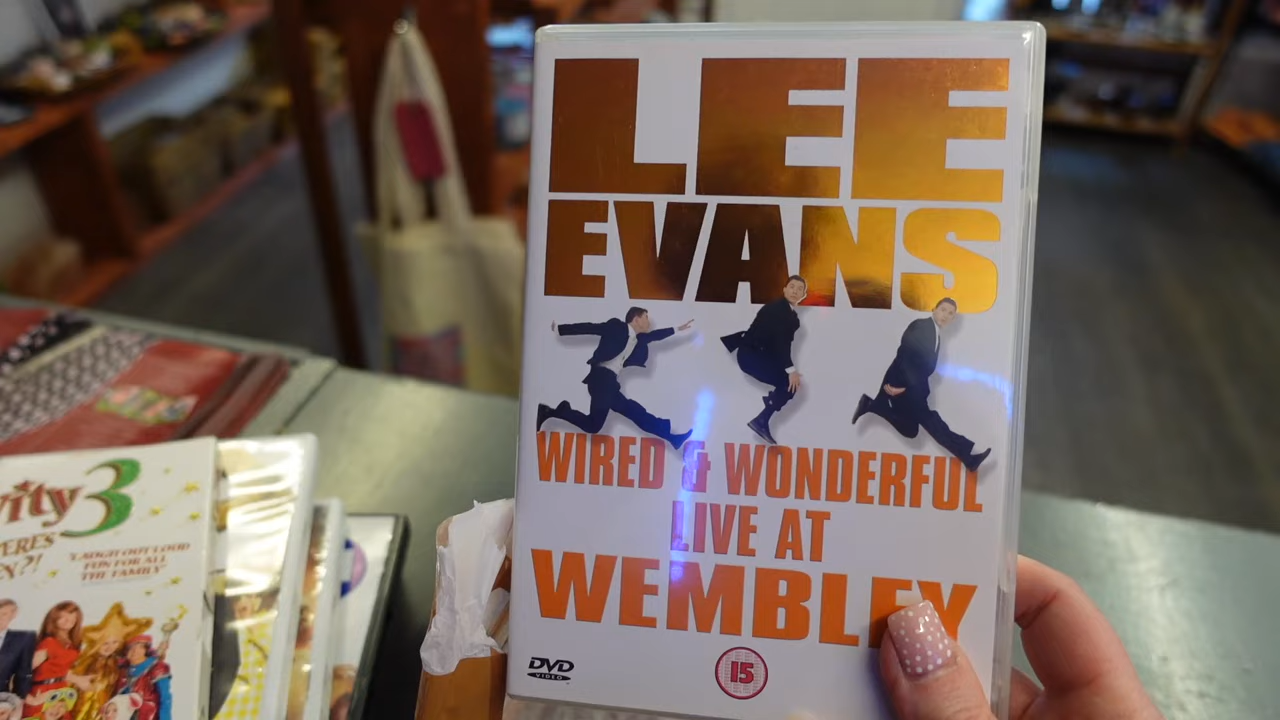 LEE
EVANS
WIRED & WONDERFUL
LIVE AT
WEMBLEY
DVD
VIDEO
15
vity 3
"LAUGH OUT LOUD
FUN FOR ALL
THE FAMILY"